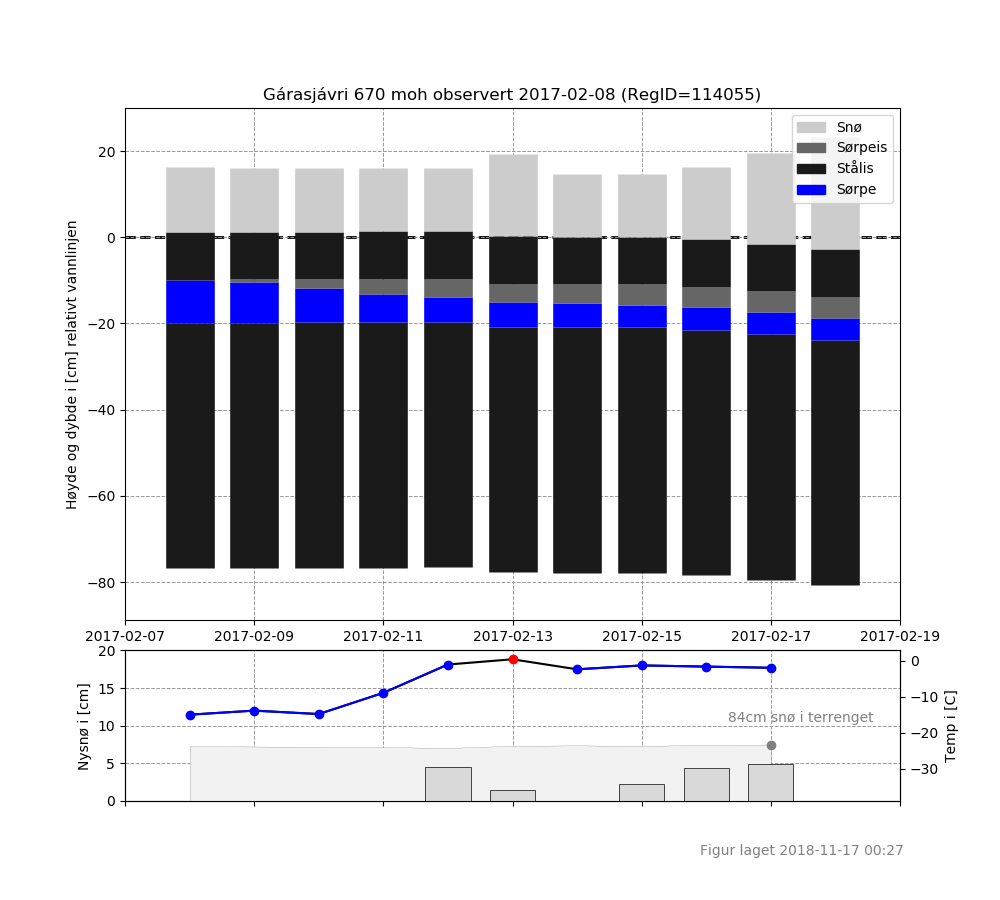 Gárasjávri 670 moh observert 2017-02-08 (RegID=114055)
Snø
Sørpeis
Stålis
Sørpe
Høyde og dybde i [cm] relativt vannlinjen
20
0
−20
−40
−60
−80
2017-02-07 2017-02-09 2017-02-11 2017-02-13 2017-02-15 2017-02-17 2017-02-19
Nysnø i [cm]
20
15
10
5
0
84cm snø i terrenget
0
−10
−20
−30
Temp i [C]
Figur laget 2018-11-17 00:27